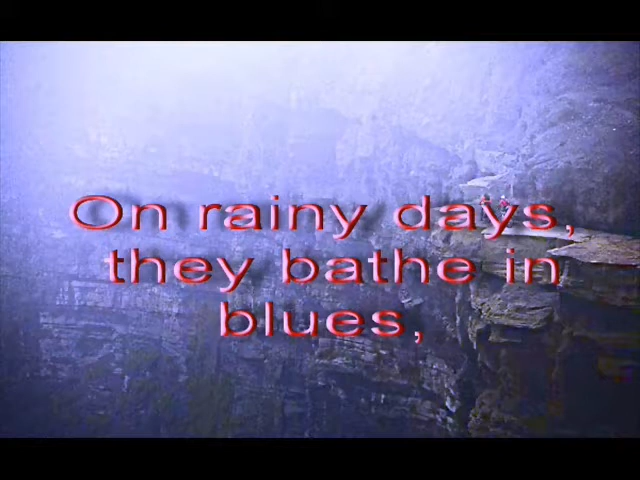 On rainy days,
they bathe in
blues,